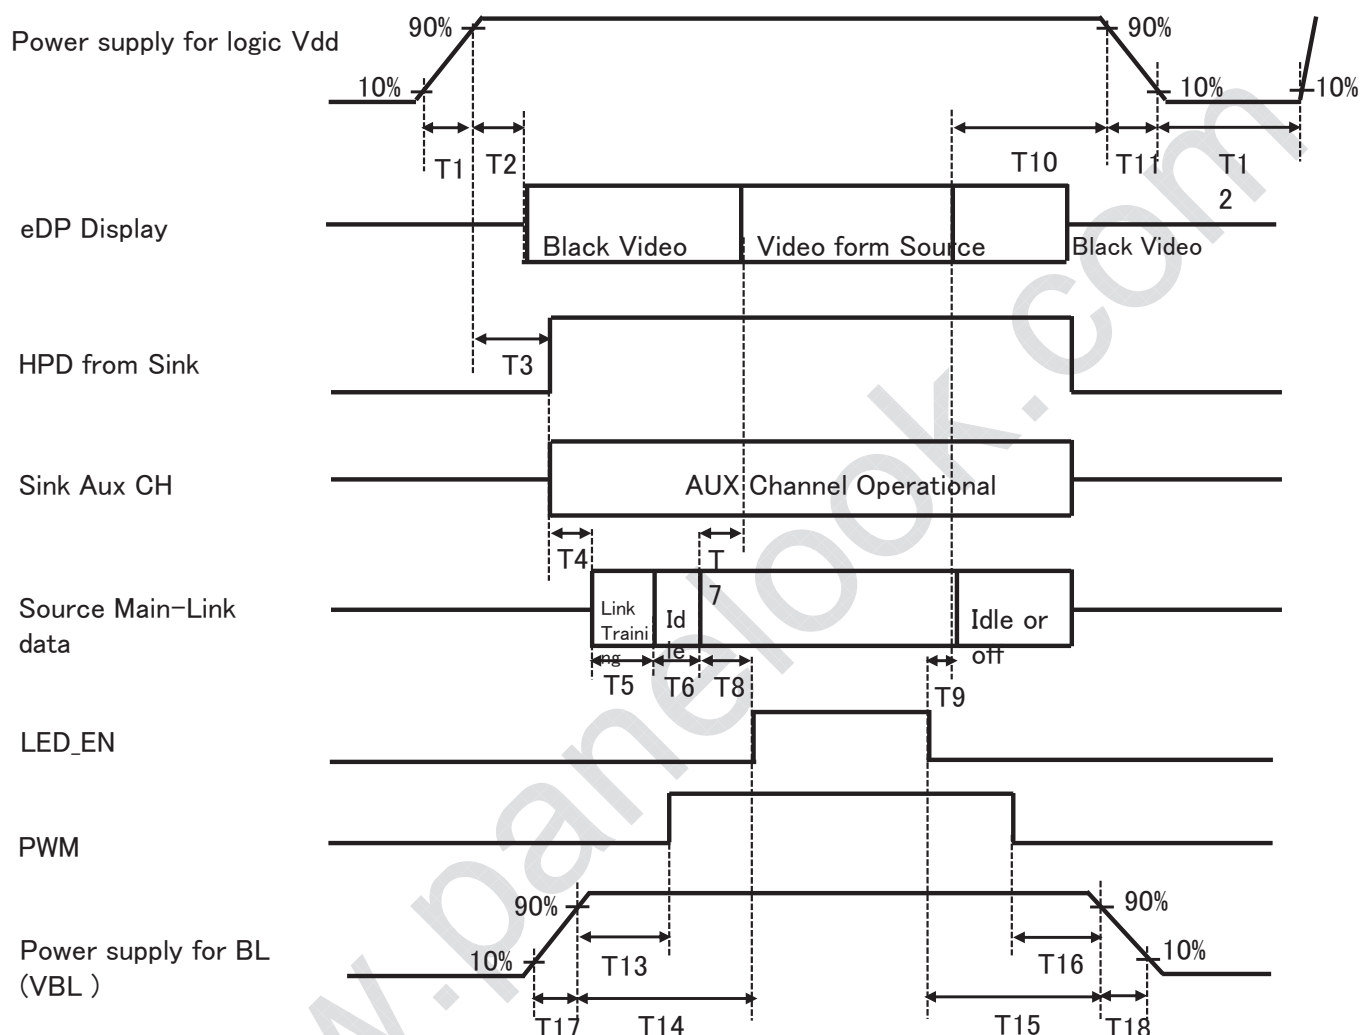 Power supply for logic Vdd
90%
90%
10%
10%
10%
T1
T2
T10
T11
T1
2
eDP Display
Black Video
Video form Source
Black Video
HPD from Sink
T3
Sink Aux CH
AUX Channel Operational
T4
T
7
Source Main-Link
data
Link
Traini
ng
Id
le
Idle or
off
T5
T6
T8
T9
LED_EN
PWM
90%
90%
Power supply for BL
(VBL )
10%
10%
T13
T16
T17
T14
T15
T18
w.panelook.com